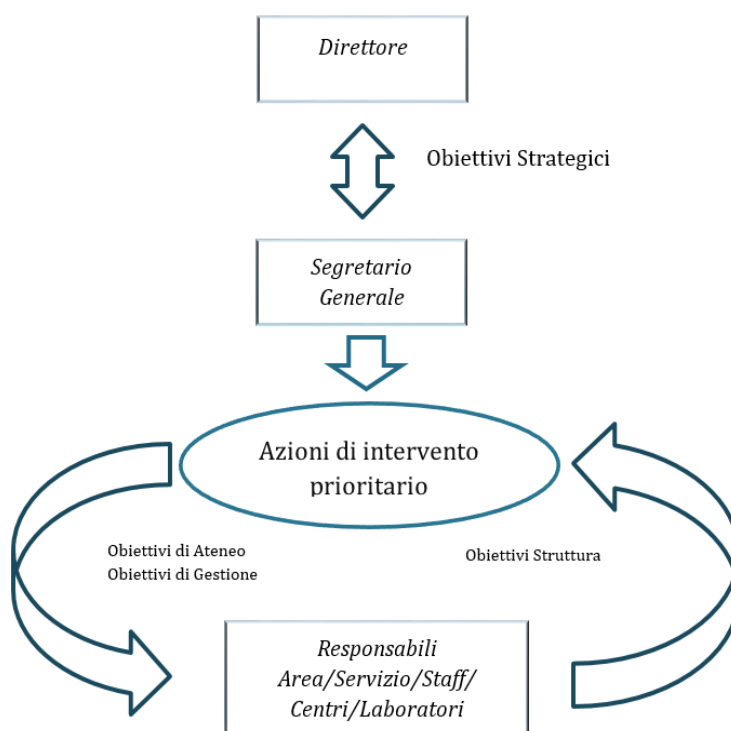 Direttore
Obiettivi Strategici
Segretario
Generale
Azioni di intervento
prioritario
Obiettivi di Ateneo
Obiettivi di Gestione
Obiettivi Struttura
Responsabili
Area/Servizio/Staff/
Centri/Laboratori